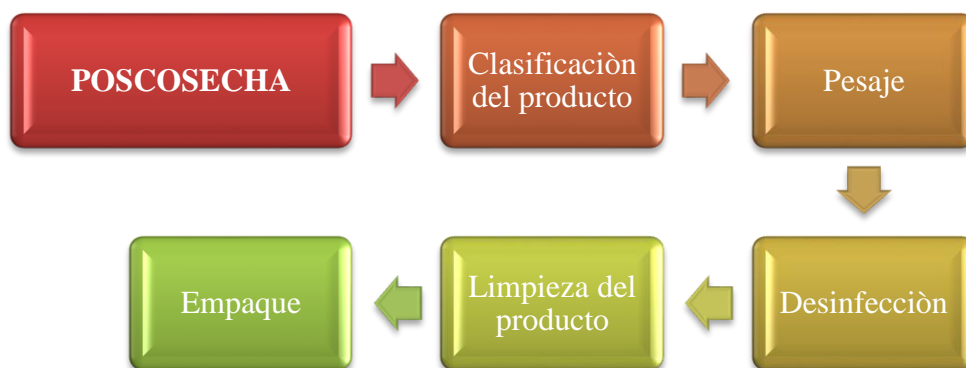 POSCOSECHA
Clasificaciòn
del producto
Pesaje
Desinfecciòn
Limpieza del
producto
Empaque